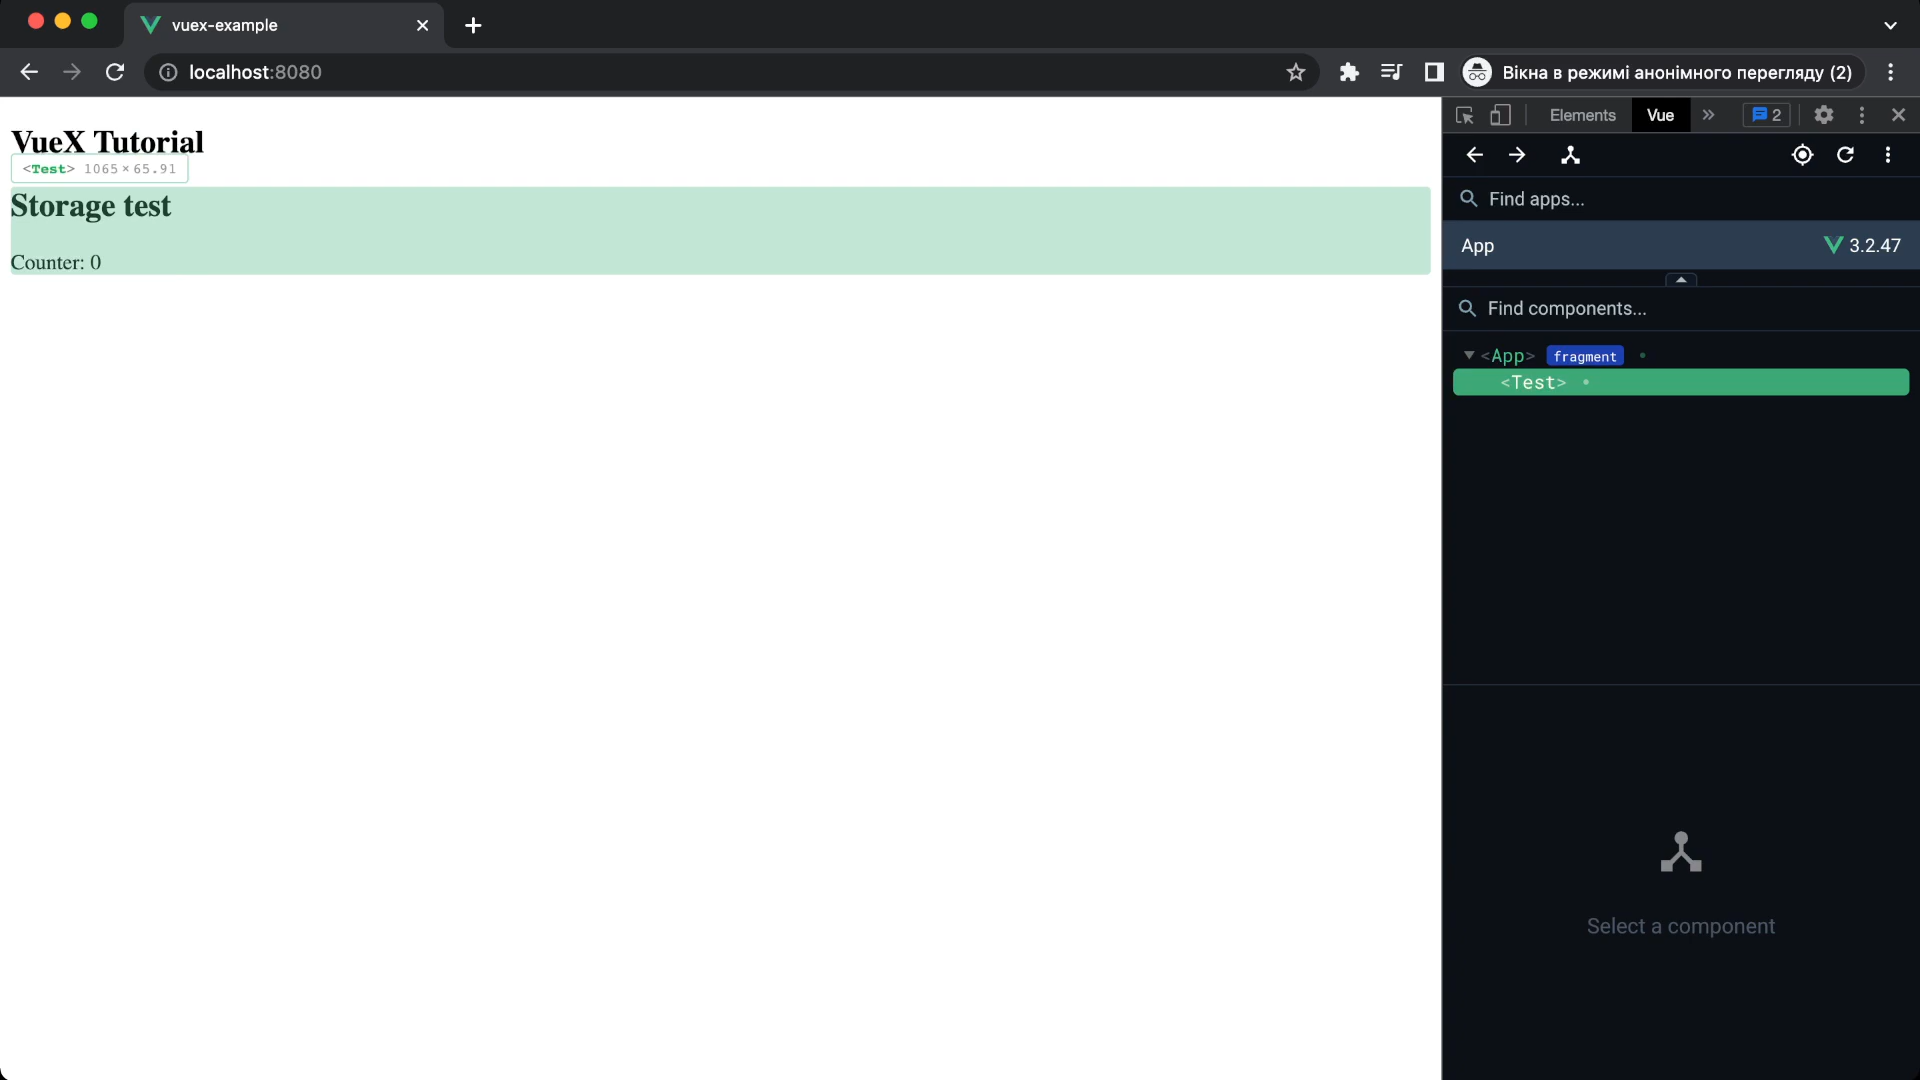 vuex-example
localhost:8080
Вікна в режимі анонімного перегляду (2)
VueX Tutorial
<Test> 1065 × 65.91
Storage test
Counter: 0
Elements
Vue
2
Find apps...
App
3.2.47
Find components...
<App> fragment
<Test>
Select a component